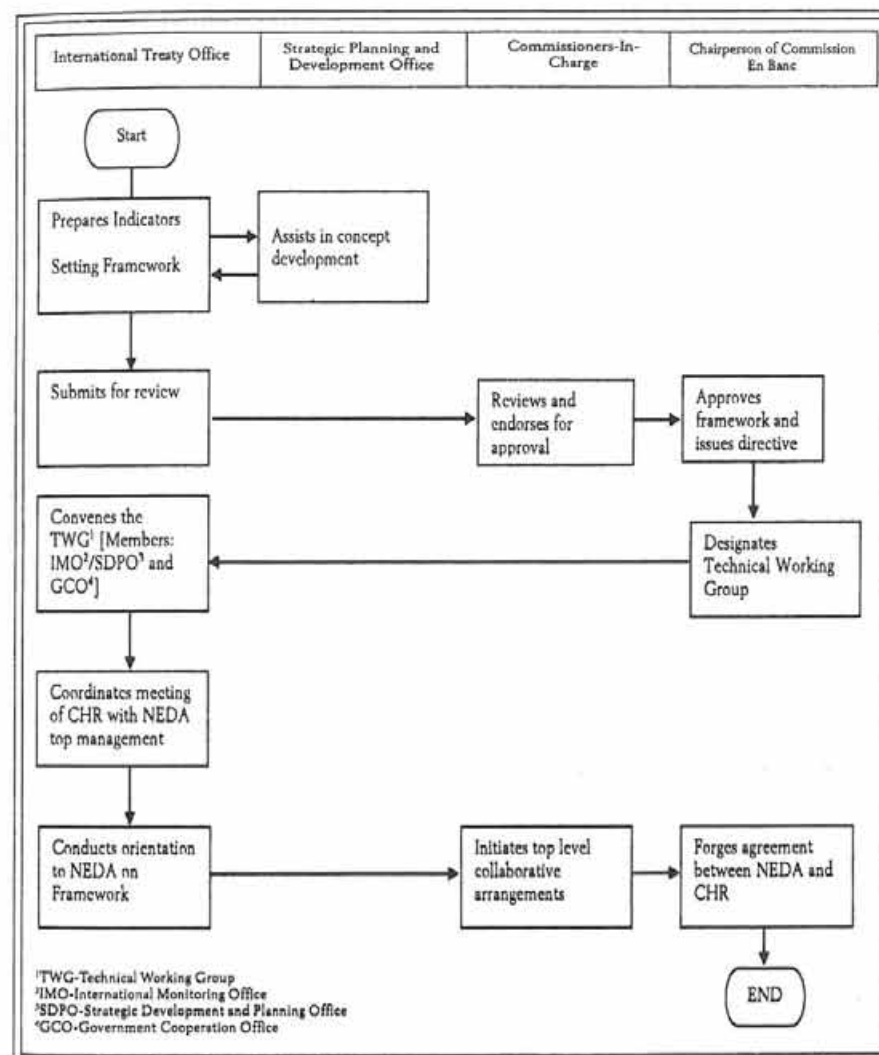 International Treaty Office
Strategic Planning and
Development Office
Commissioners-In-
Charge
Chairperson of Commission
En Banc
Start
Prepares Indicators
Setting Framework
Assists in concept
development
Submits for review
Reviews and
endorses for
approval
Approves
framework and
issues directive
Convenes the
TWG¹ [Members:
IMO²/SDPO³ and
GCO⁴]
Designates
Technical Working
Group
Coordinates meeting
of CHR with NEDA
top management
Conducts orientation
to NEDA on
Framework
Initiates top level
collaborative
arrangements
Forges agreement
between NEDA and
CHR
END
¹TWG-Technical Working Group
²IMO-International Monitoring Office
³SDPO-Strategic Development and Planning Office
⁴GCO-Government Cooperation Office